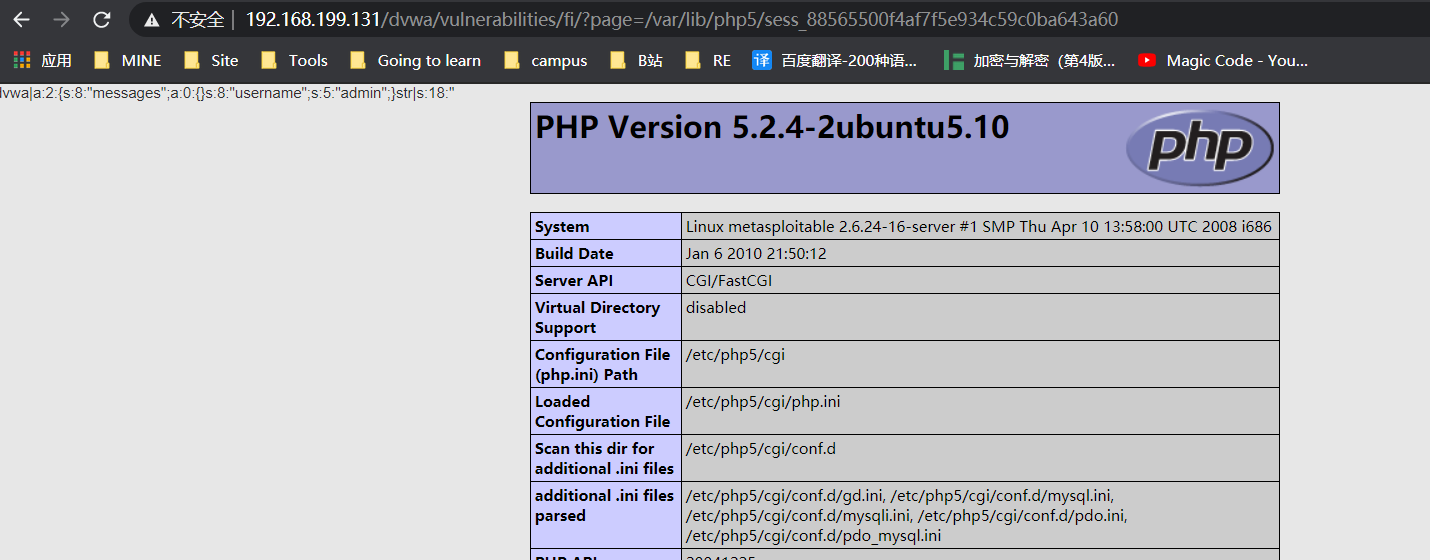 不安全 | 192.168.199.131/dvwa/vulnerabilities/fi/?page=/var/lib/php5/sess_88565500f4af7f5e934c59c0ba643a60
应用 MINE Site Tools Going to learn campus B站 RE 译 百度翻译-200种语... 加密与解密（第4版... Magic Code - You...
lvwa|a:2:{s:8:"messages";a:0:{}s:8:"username";s:5:"admin";}str|s:18:"
PHP Version 5.2.4-2ubuntu5.10
php
System Linux metasploitable 2.6.24-16-server #1 SMP Thu Apr 10 13:58:00 UTC 2008 i686
Build Date Jan 6 2010 21:50:12
Server API CGI/FastCGI
Virtual Directory disabled
Support
Configuration File /etc/php5/cgi
(php.ini) Path
Loaded /etc/php5/cgi/php.ini
Configuration File
Scan this dir for /etc/php5/cgi/conf.d
additional .ini files
additional .ini files /etc/php5/cgi/conf.d/gd.ini, /etc/php5/cgi/conf.d/mysql.ini,
parsed /etc/php5/cgi/conf.d/mysqli.ini, /etc/php5/cgi/conf.d/pdo.ini,
/etc/php5/cgi/conf.d/pdo_mysql.ini
PHP API